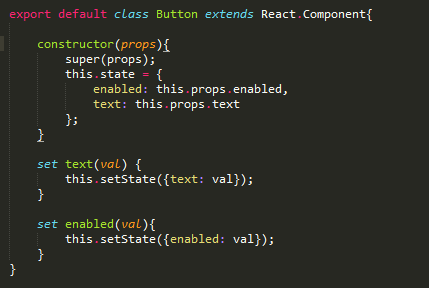 export default class Button extends React.Component{
constructor(props){
super(props);
this.state = {
enabled: this.props.enabled,
text: this.props.text
};
}
set text(val) {
this.setState({text: val});
}
set enabled(val){
this.setState({enabled: val});
}
}